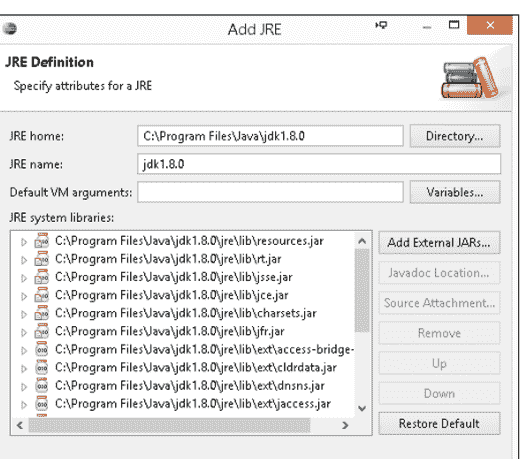 Add JRE
JRE Definition
Specify attributes for a JRE
JRE home:
C:\Program Files\Java\jdk1.8.0
Directory...
JRE name:
jdk1.8.0
Default VM arguments:
Variables...
JRE system libraries:
C:\Program Files\Java\jdk1.8.0\jre\lib\resources.jar
C:\Program Files\Java\jdk1.8.0\jre\lib\rt.jar
C:\Program Files\Java\jdk1.8.0\jre\lib\jsse.jar
C:\Program Files\Java\jdk1.8.0\jre\lib\jce.jar
C:\Program Files\Java\jdk1.8.0\jre\lib\charsets.jar
C:\Program Files\Java\jdk1.8.0\jre\lib\jfr.jar
C:\Program Files\Java\jdk1.8.0\jre\lib\ext\access-bridge-
C:\Program Files\Java\jdk1.8.0\jre\lib\ext\cldrdata.jar
C:\Program Files\Java\jdk1.8.0\jre\lib\ext\dnsns.jar
C:\Program Files\Java\jdk1.8.0\jre\lib\ext\jaccess.jar
Add External JARs...
Javadoc Location...
Source Attachment...
Remove
Up
Down
Restore Default